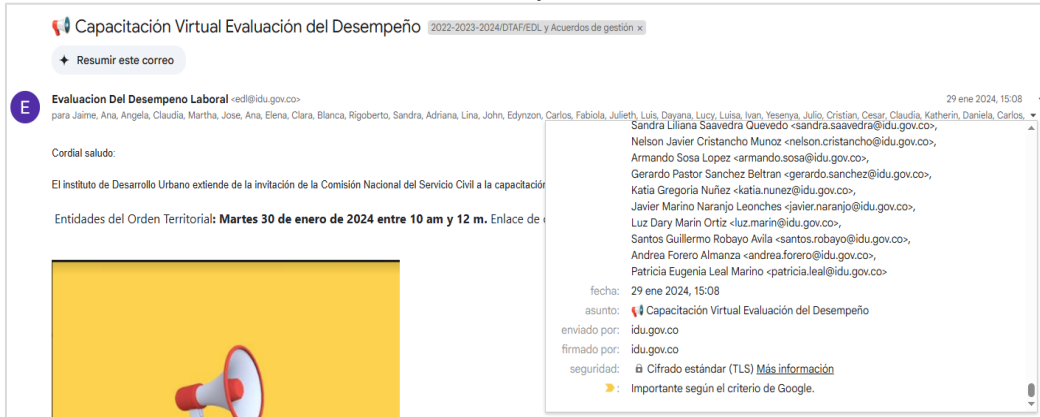 Capacitación Virtual Evaluación del Desempeño 2022-2023-2024/DTAF/EDL y Acuerdos de gestión ×
Resumir este correo
E
Evaluacion Del Desempeno Laboral <edl@idu.gov.co>
29 ene 2024, 15:08
para Jaime, Ana, Angela, Claudia, Martha, Jose, Ana, Elena, Clara, Blanca, Rigoberto, Sandra, Adriana, Lina, John, Edynzon, Carlos, Fabiola, Julieth, Luis, Dayana, Lucy, Luisa, Ivan, Yesenya, Julio, Cristian, Cesar, Claudia, Katherin, Daniela, Carlos,
Cordial saludo:
El instituto de Desarrollo Urbano extiende de la invitación de la Comisión Nacional del Servicio Civil a la capacitación
Entidades del Orden Territorial: Martes 30 de enero de 2024 entre 10 am y 12 m. Enlace de
Sandra Liliana Saavedra Quevedo <sandra.saavedra@idu.gov.co>,
Nelson Javier Cristancho Munoz <nelson.cristancho@idu.gov.co>,
Armando Sosa Lopez <armando.sosa@idu.gov.co>,
Gerardo Pastor Sanchez Beltran <gerardo.sanchez@idu.gov.co>,
Katia Gregoria Nuñez <katia.nunez@idu.gov.co>,
Javier Marino Naranjo Leonches <javier.naranjo@idu.gov.co>,
Luz Dary Marin Ortiz <luz.marin@idu.gov.co>,
Santos Guillermo Robayo Avila <santos.robayo@idu.gov.co>,
Andrea Forero Almanza <andrea.forero@idu.gov.co>,
Patricia Eugenia Leal Marino <patricia.leal@idu.gov.co>
fecha: 29 ene 2024, 15:08
asunto: Capacitación Virtual Evaluación del Desempeño
enviado por: idu.gov.co
firmado por: idu.gov.co
seguridad: Cifrado estándar (TLS) Más información
: Importante según el criterio de Google.